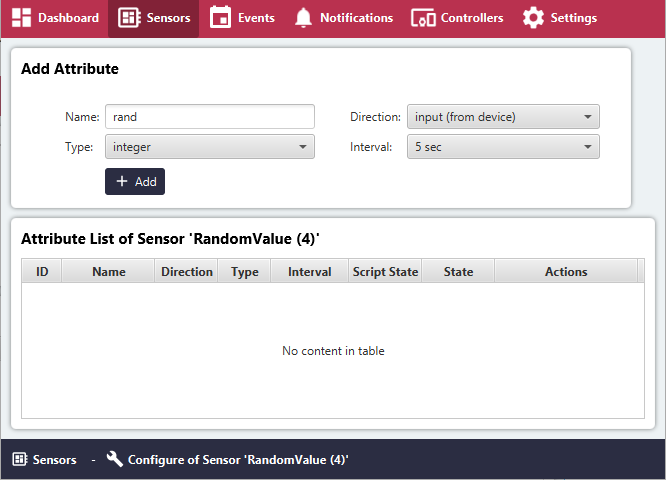 Dashboard Sensors Events Notifications Controllers Settings
Add Attribute
Name: rand Direction: input (from device)
Type: integer Interval: 5 sec
+ Add
Attribute List of Sensor 'RandomValue (4)'
ID Name Direction Type Interval Script State State Actions
No content in table
Sensors - Configure of Sensor 'RandomValue (4)'